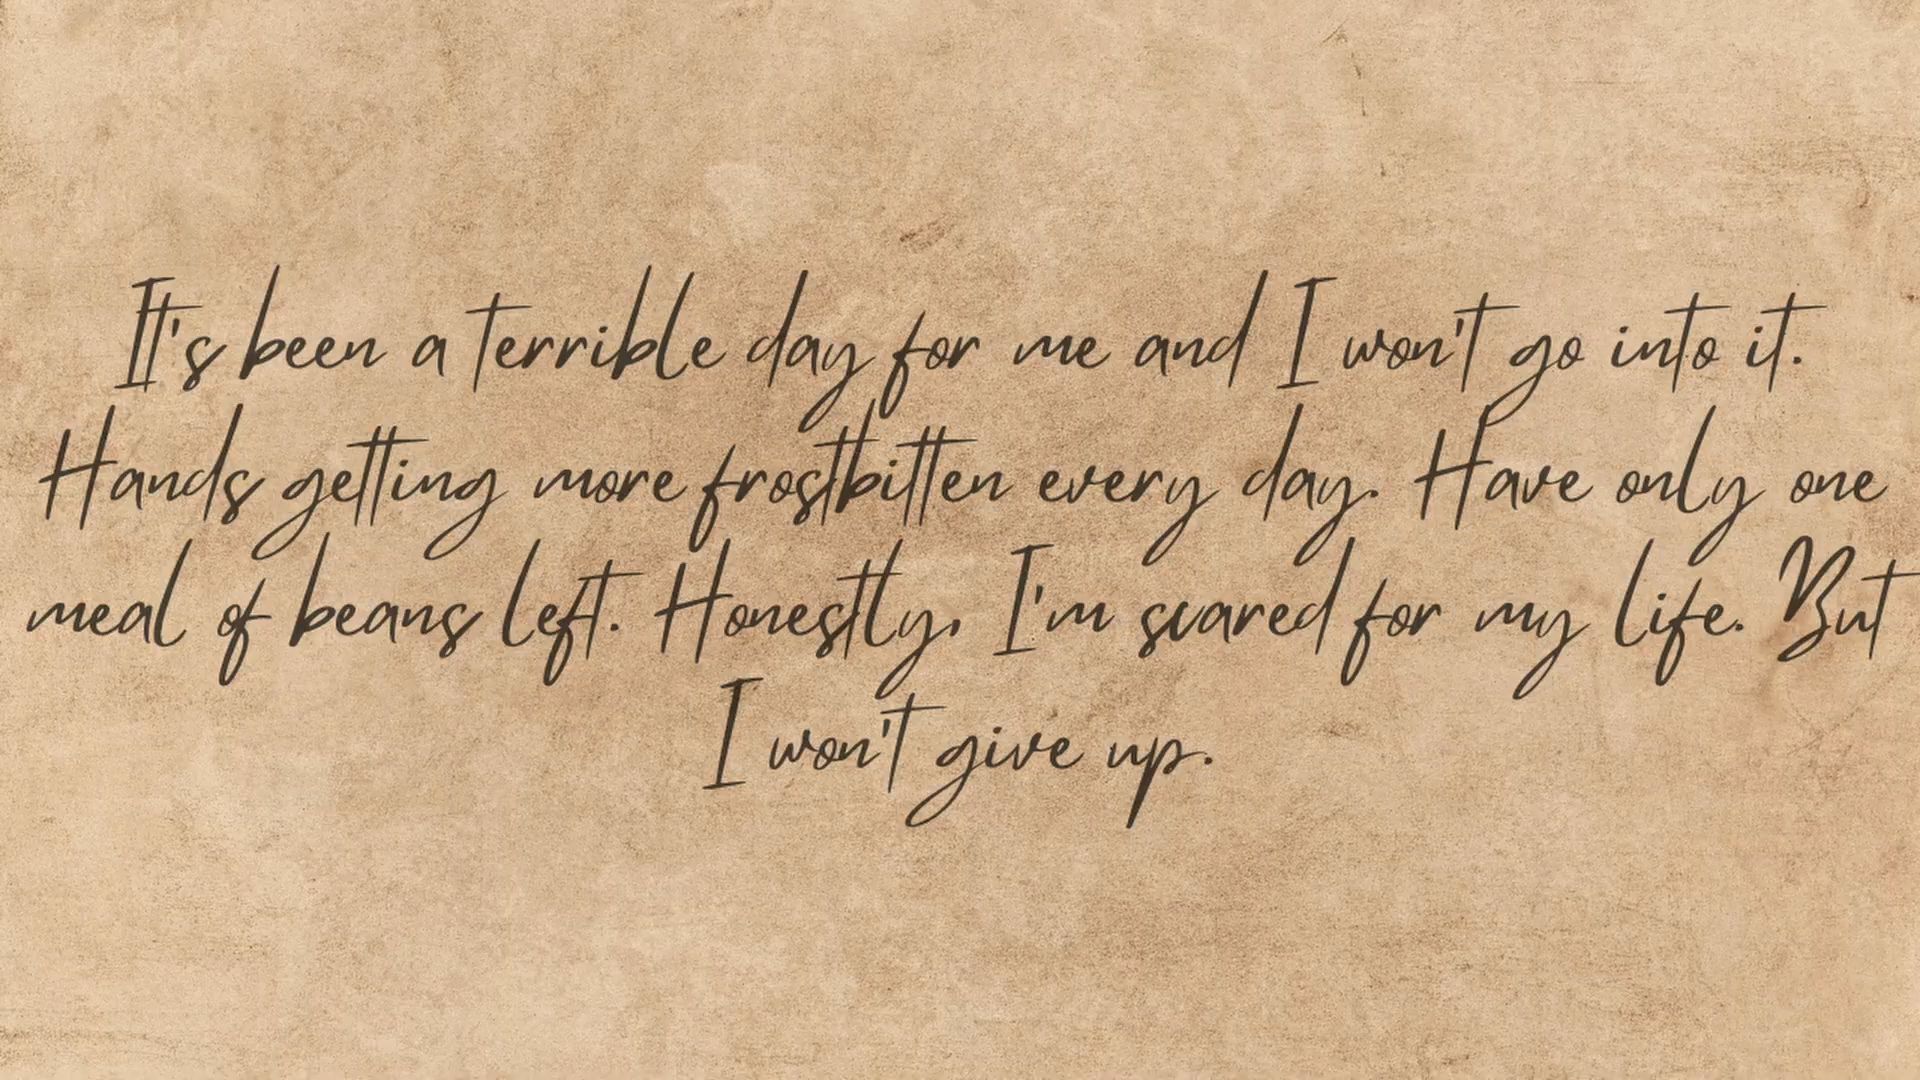 It's been a terrible day for me and I won't go into it.
Hands getting more frostbitten every day. Have only one
meal of beans left. Honestly, I'm scared for my life. But
I won't give up.